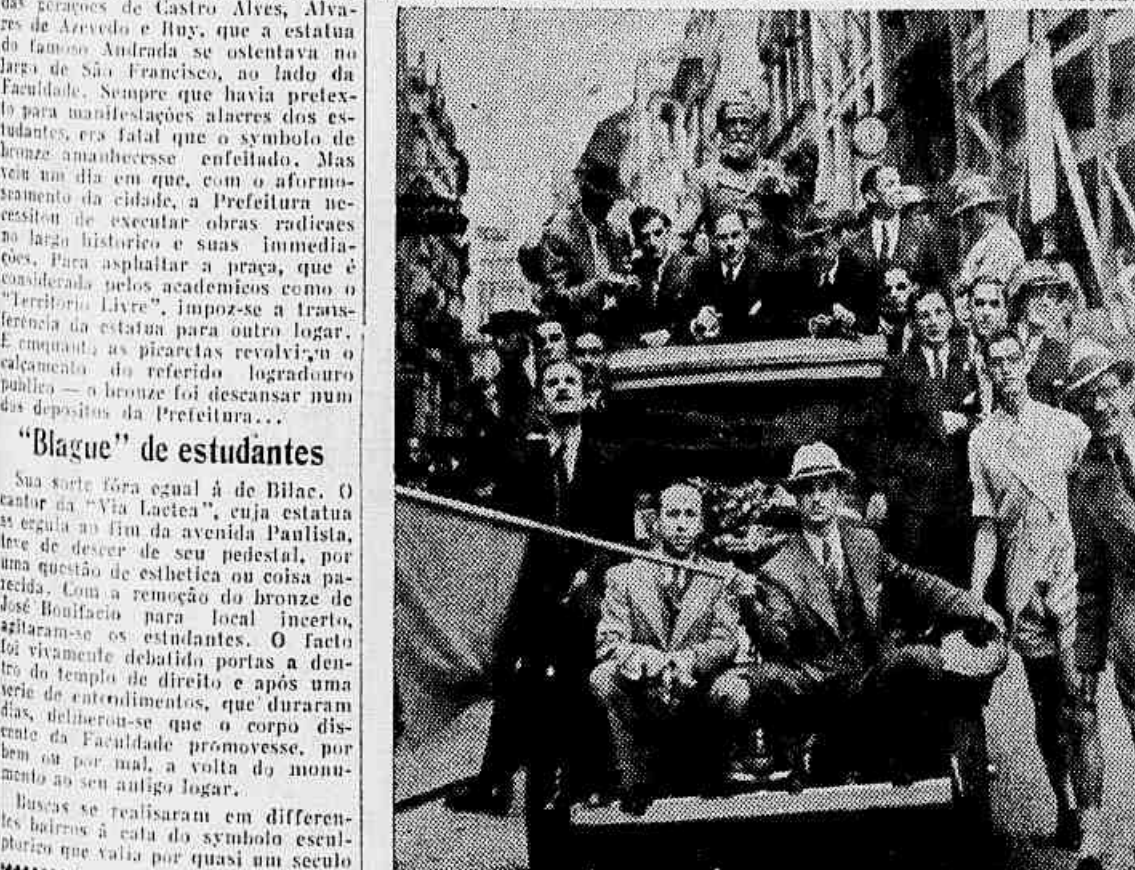 das gerações de Castro Alves, Alva-
res de Azevedo e Ruy, que a estatua
do famoso Andrada se ostentava no
largo de São Francisco, ao lado da
Faculdade. Sempre que havia pretex-
to para manifestações alacres dos es-
tudantes, era fatal que o symbolo de
bronze amanhecesse enfeitado. Mas
veiu um dia em que, com o aformo-
seamento da cidade, a Prefeitura ne-
cessitou de executar obras radicaes
no largo historico e suas immedia-
ções. Para asphaltar a praça, que é
considerada pelos academicos como o
"Territorio Livre", impoz-se a trans-
ferencia da estatua para outro logar.
E emquanto as picaretas revolviam o
calçamento do referido logradouro
publico — o bronze foi descansar num
dos depositos da Prefeitura...
"Blague" de estudantes
Sua sorte fôra egual á de Bilac. O
cantor da "Via Lactea", cuja estatua
se erguia ao fim da avenida Paulista,
teve de descer de seu pedestal, por
uma questão de esthetica ou coisa pa-
recida. Com a remoção do bronze de
José Bonifacio para local incerto,
agitaram-se os estudantes. O facto
foi vivamente debatido portas a den-
tro do templo de direito e após uma
serie de entendimentos, que duraram
dias, deliberou-se que o corpo dis-
cente da Faculdade promovesse, por
bem ou por mal, a volta do monu-
mento ao seu antigo logar.
Buscas se realisaram em differen-
tes bairros á cata do symbolo escul-
ptorico que valia por quasi um seculo